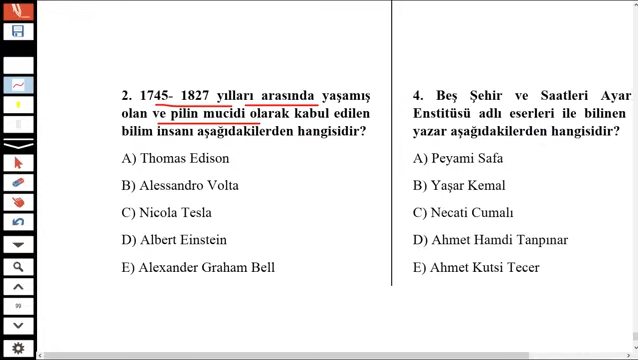 2. 1745- 1827 yılları arasında yaşamış
olan ve pilin mucidi olarak kabul edilen
bilim insanı aşağıdakilerden hangisidir?
A) Thomas Edison
B) Alessandro Volta
C) Nicola Tesla
D) Albert Einstein
E) Alexander Graham Bell
4. Beş Şehir ve Saatleri Ayar
Enstitüsü adlı eserleri ile bilinen
yazar aşağıdakilerden hangisidir?
A) Peyami Safa
B) Yaşar Kemal
C) Necati Cumalı
D) Ahmet Hamdi Tanpınar
E) Ahmet Kutsi Tecer